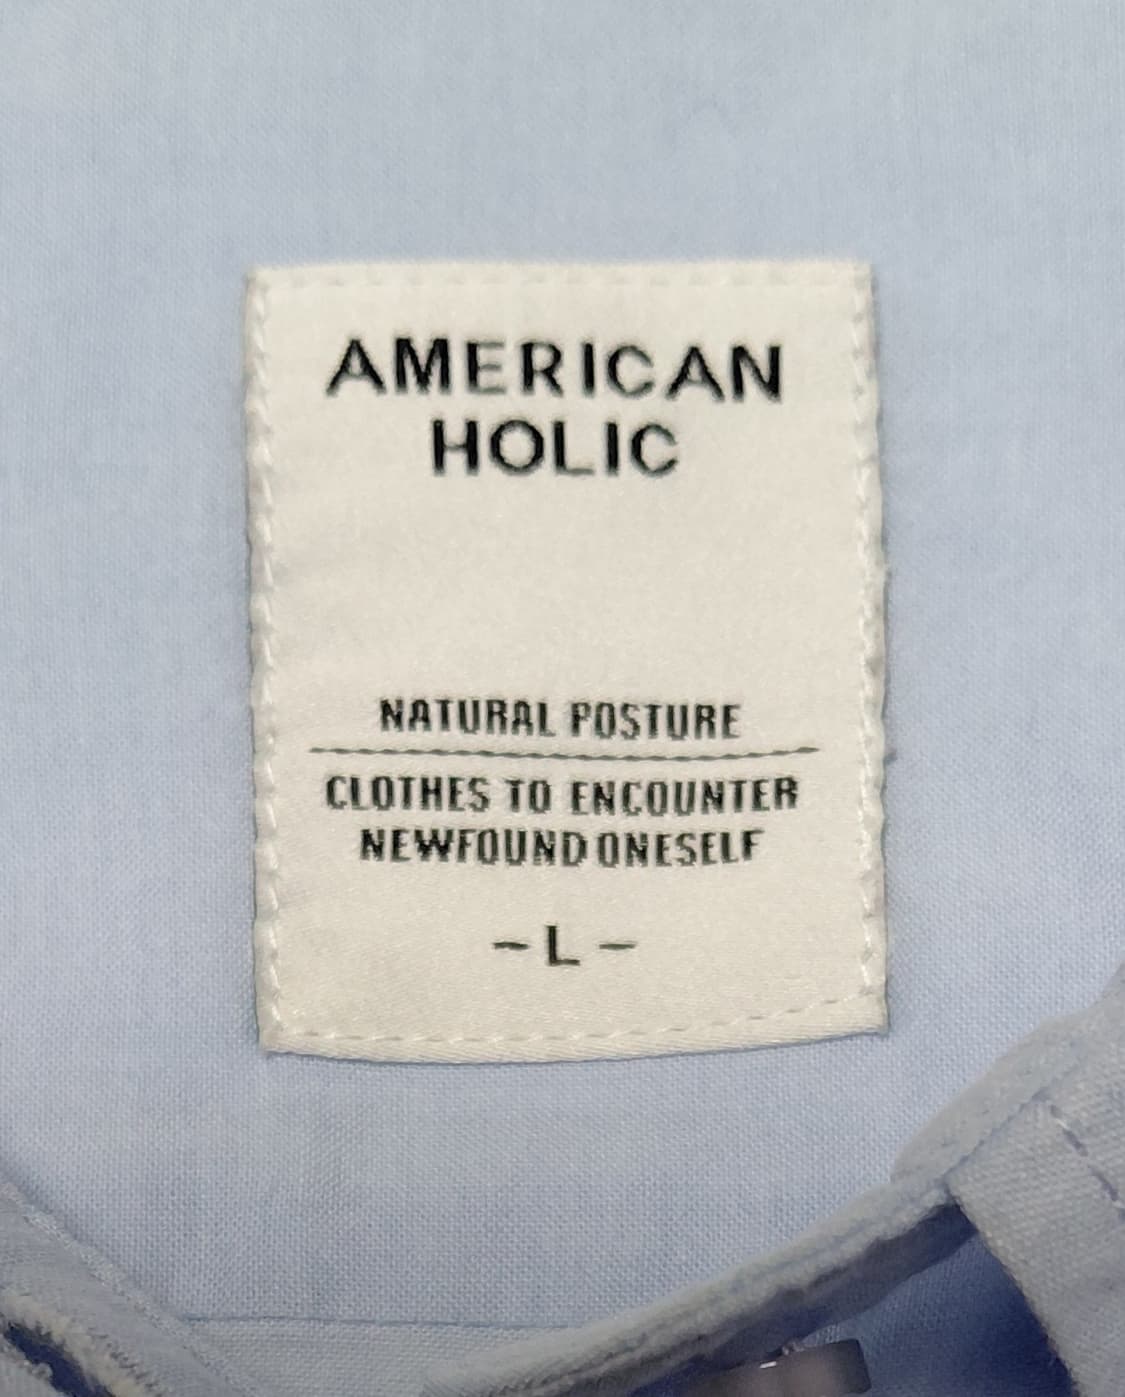 AMERICAN
HOLIC
NATURAL POSTURE
CLOTHES TO ENCOUNTER
NEWFOUND ONESELF
- L -